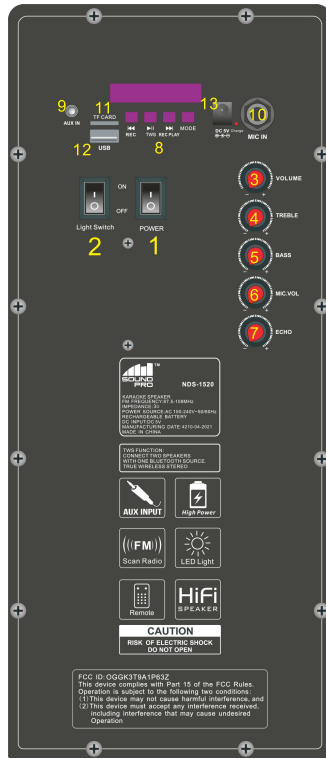 9
AUX IN
11
TF CARD
12
USB
REC
TWS
REC PLAY
MODE
8
13
DC 5V
Charge
10
MIC IN
3
VOLUME
4
TREBLE
5
BASS
6
MIC.VOL
7
ECHO
ON
OFF
Light Switch
POWER
2
1
SOUND
PRO
TM
NDS-1520
KARAOKE SPEAKER
FM FREQUENCY:87.5-108MHz
IMPEDANCE:3Ω
POWER SOURCE:AC 100-240V~50/60Hz
RECHARGEABLE BATTERY
DC INPUT:DC 5V
MANUFACTURING DATE: 4210-04-2021
MADE IN CHINA
TWS FUNCTION:
CONNECT TWO SPEAKERS
WITH ONE BLUETOOTH SOURCE.
TRUE WIRELESS STEREO
AUX INPUT
High Power
FM
Scan Radio
LED Light
Remote
HiFi
SPEAKER
CAUTION
RISK OF ELECTRIC SHOCK
DO NOT OPEN
FCC ID: OGGK3T9A1P63Z
This device complies with Part 15 of the FCC Rules.
Operation is subject to the following two conditions:
(1)This device may not cause harmful interference, and
(2)This device must accept any interference received,
including interference that may cause undesired
Operation